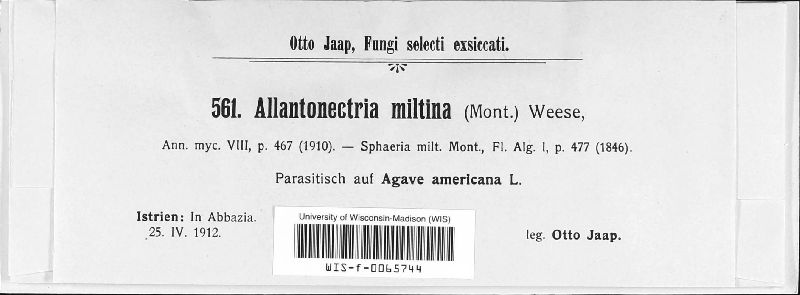 Otto Jaap, Fungi selecti exsiccati.
561. Allantonectria miltina (Mont.) Weese,
Ann. myc. VIII, p. 467 (1910). — Sphaeria milt. Mont., Fl. Alg. I, p. 477 (1846).
Parasitisch auf Agave americana L.
Istrien: In Abbazia.
25. IV. 1912.
leg. Otto Jaap.
University of Wisconsin-Madison (WIS)
WIS-f-0065744